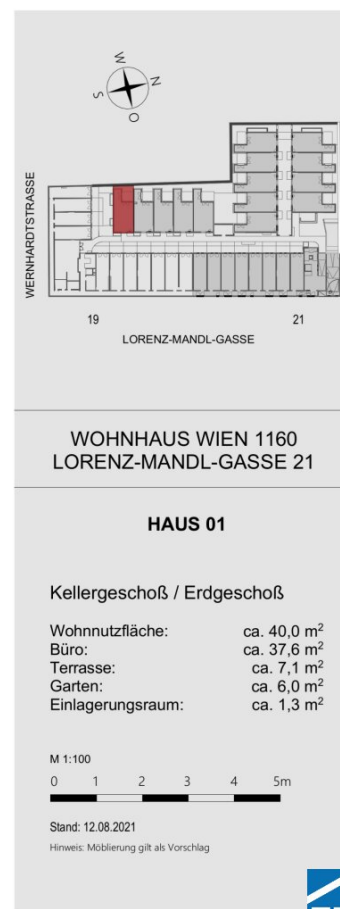 W
N
S
O
WERNHARDTSTRASSE
19 21
LORENZ-MANDL-GASSE
WOHNHAUS WIEN 1160
LORENZ-MANDL-GASSE 21
HAUS 01
Kellergeschoß / Erdgeschoß
Wohnnutzfläche: ca. 40,0 m²
Büro: ca. 37,6 m²
Terrasse: ca. 7,1 m²
Garten: ca. 6,0 m²
Einlagerungsraum: ca. 1,3 m²
M 1:100
0 1 2 3 4 5m
Stand: 12.08.2021
Hinweis: Möblierung gilt als Vorschlag